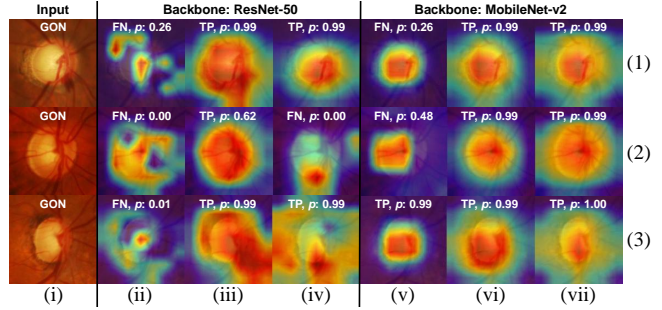 Input Backbone: ResNet-50 Backbone: MobileNet-v2
GON FN, p: 0.26 TP, p: 0.99 TP, p: 0.99 FN, p: 0.26 TP, p: 0.99 TP, p: 0.99 (1)
GON FN, p: 0.00 TP, p: 0.62 FN, p: 0.00 FN, p: 0.48 TP, p: 0.99 TP, p: 0.99 (2)
GON FN, p: 0.01 TP, p: 0.99 TP, p: 0.99 TP, p: 0.99 TP, p: 0.99 TP, p: 1.00 (3)
(i) (ii) (iii) (iv) (v) (vi) (vii)